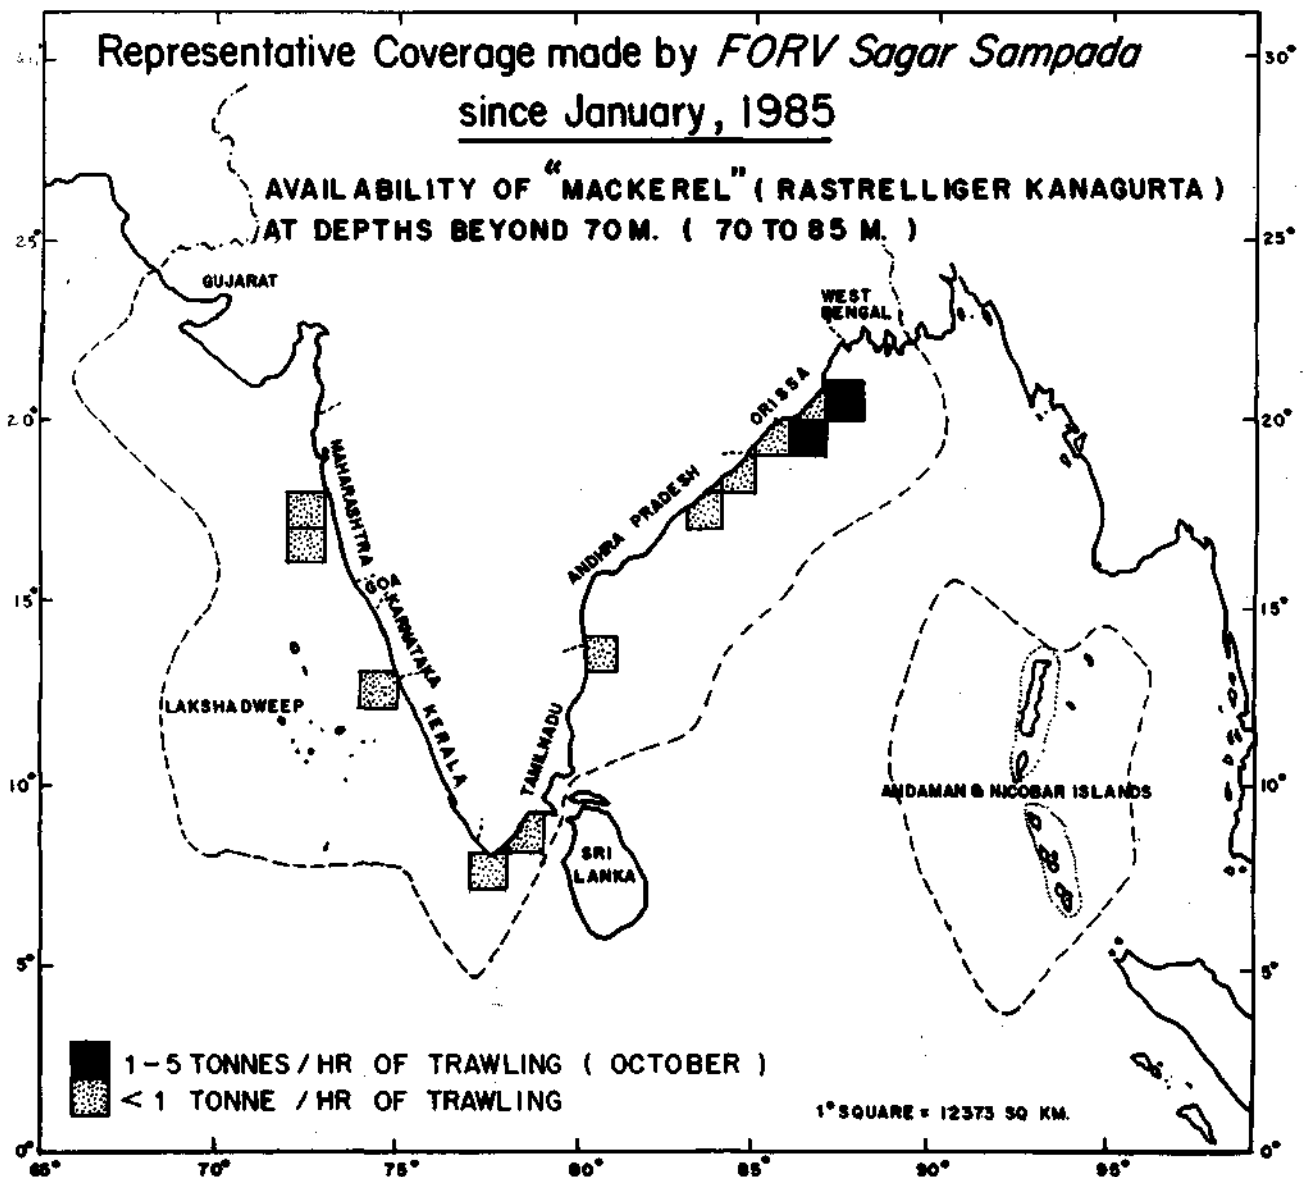 Representative Coverage made by FORV Sagar Sampada
since January, 1985
AVAILABILITY OF "MACKEREL" ( RASTRELLIGER KANAGURTA )
AT DEPTHS BEYOND 70 M. ( 70 TO 85 M. )
30°
25°
25°
20°
20°
15°
15°
10°
10°
5°
5°
0°
0°
GUJARAT
WEST
BENGAL
ORISSA
MAHARASHTRA
ANDHRA PRADESH
GOA
KARNATAKA
LAKSHADWEEP
KERALA
TAMILNADU
ANDAMAN & NICOBAR ISLANDS
SRI
LANKA
1-5 TONNES / HR OF TRAWLING ( OCTOBER )
< 1 TONNE / HR OF TRAWLING
1° SQUARE = 12373 SQ KM.
65° 70° 75° 80° 85° 90° 95°